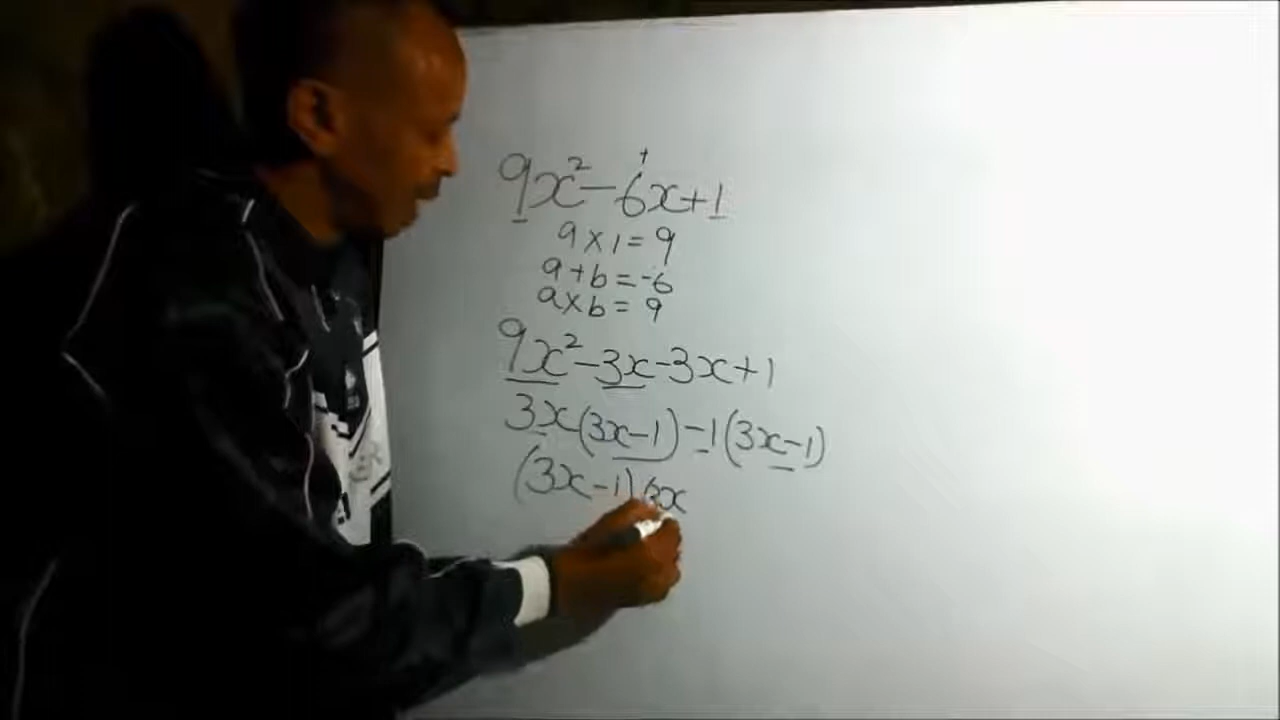 9x² - 6x + 1
9 × 1 = 9
a + b = -6
a × b = 9
9x² - 3x - 3x + 1
3x(3x - 1) - 1(3x - 1)
(3x - 1)(3x